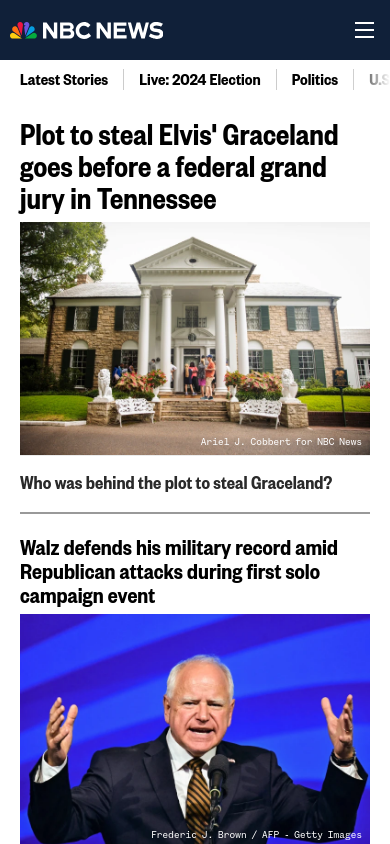 NBC NEWS
Latest Stories
Live: 2024 Election
Politics
Plot to steal Elvis' Graceland
goes before a federal grand
jury in Tennessee
Ariel J. Cobbert for NBC News
Who was behind the plot to steal Graceland?
Walz defends his military record amid
Republican attacks during first solo
campaign event
Frederic J. Brown / AFP - Getty Images